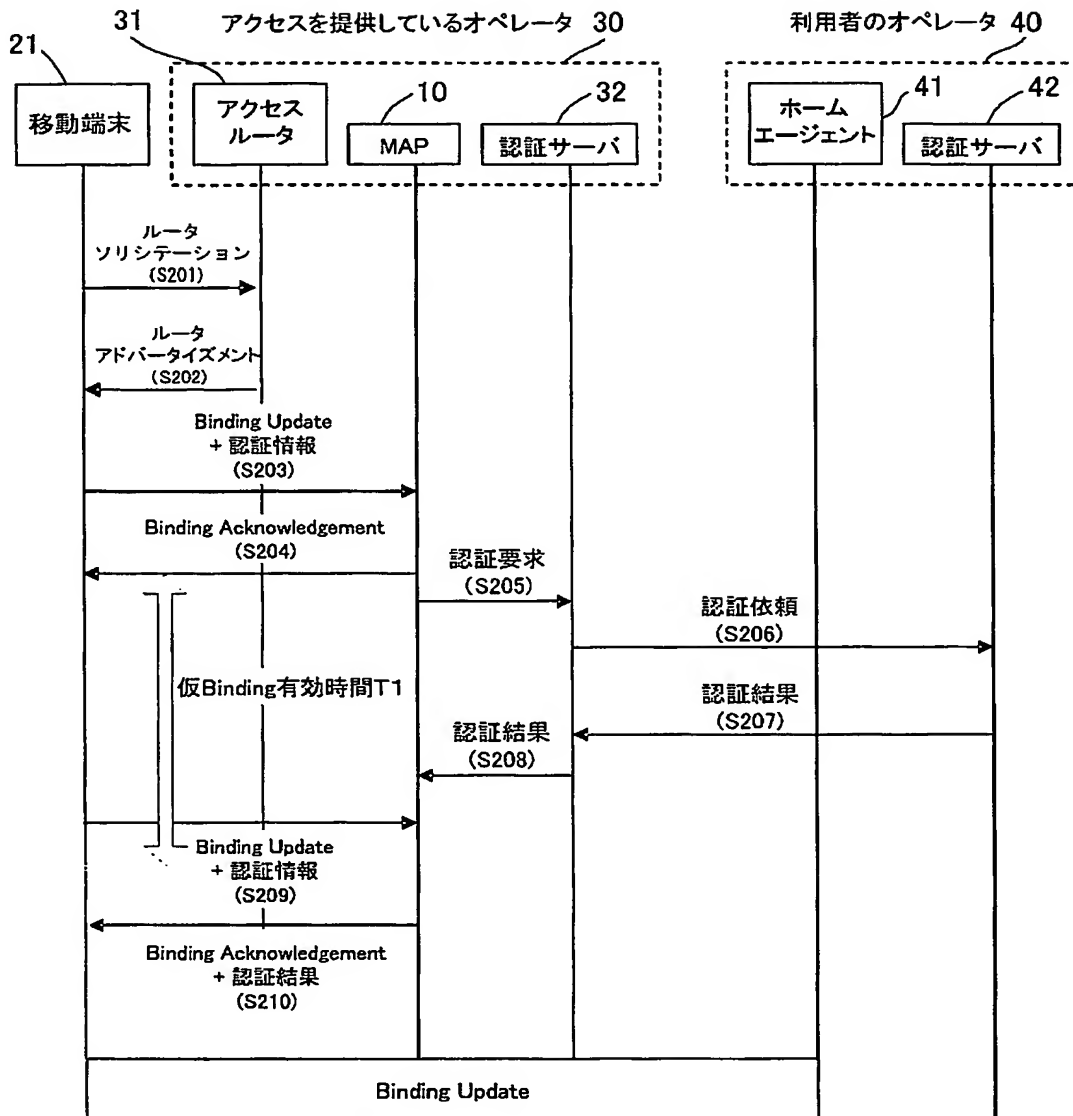 アクセスを提供しているオペレータ 30
利用者のオペレータ 40
21
31
10
32
41
42
移動端末
アクセス
ルータ
MAP
認証サーバ
ホーム
エージェント
認証サーバ
ルータ
ソリシテーション
(S201)
ルータ
アドバータイズメント
(S202)
Binding Update
+ 認証情報
(S203)
Binding Acknowledgement
(S204)
認証要求
(S205)
認証依頼
(S206)
仮Binding有効時間T1
認証結果
(S207)
認証結果
(S208)
Binding Update
+ 認証情報
(S209)
Binding Acknowledgement
+ 認証結果
(S210)
Binding Update